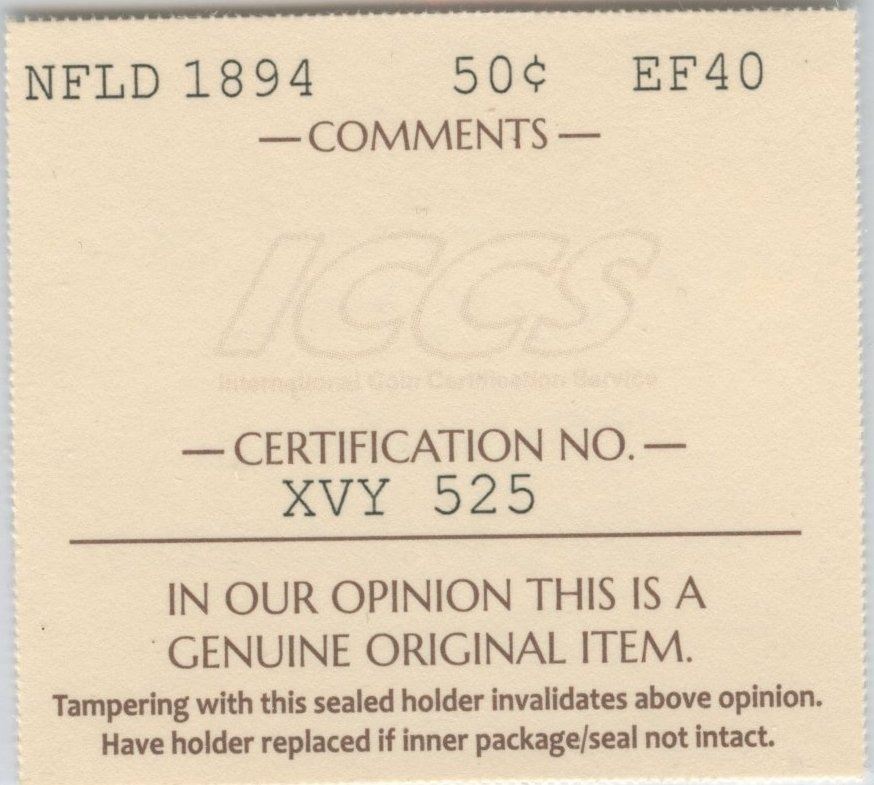 NFLD 1894 50¢ EF40
— COMMENTS —
ICCS
International Coin Certification Service
— CERTIFICATION NO. —
XVY 525
IN OUR OPINION THIS IS A
GENUINE ORIGINAL ITEM.
Tampering with this sealed holder invalidates above opinion.
Have holder replaced if inner package/seal not intact.